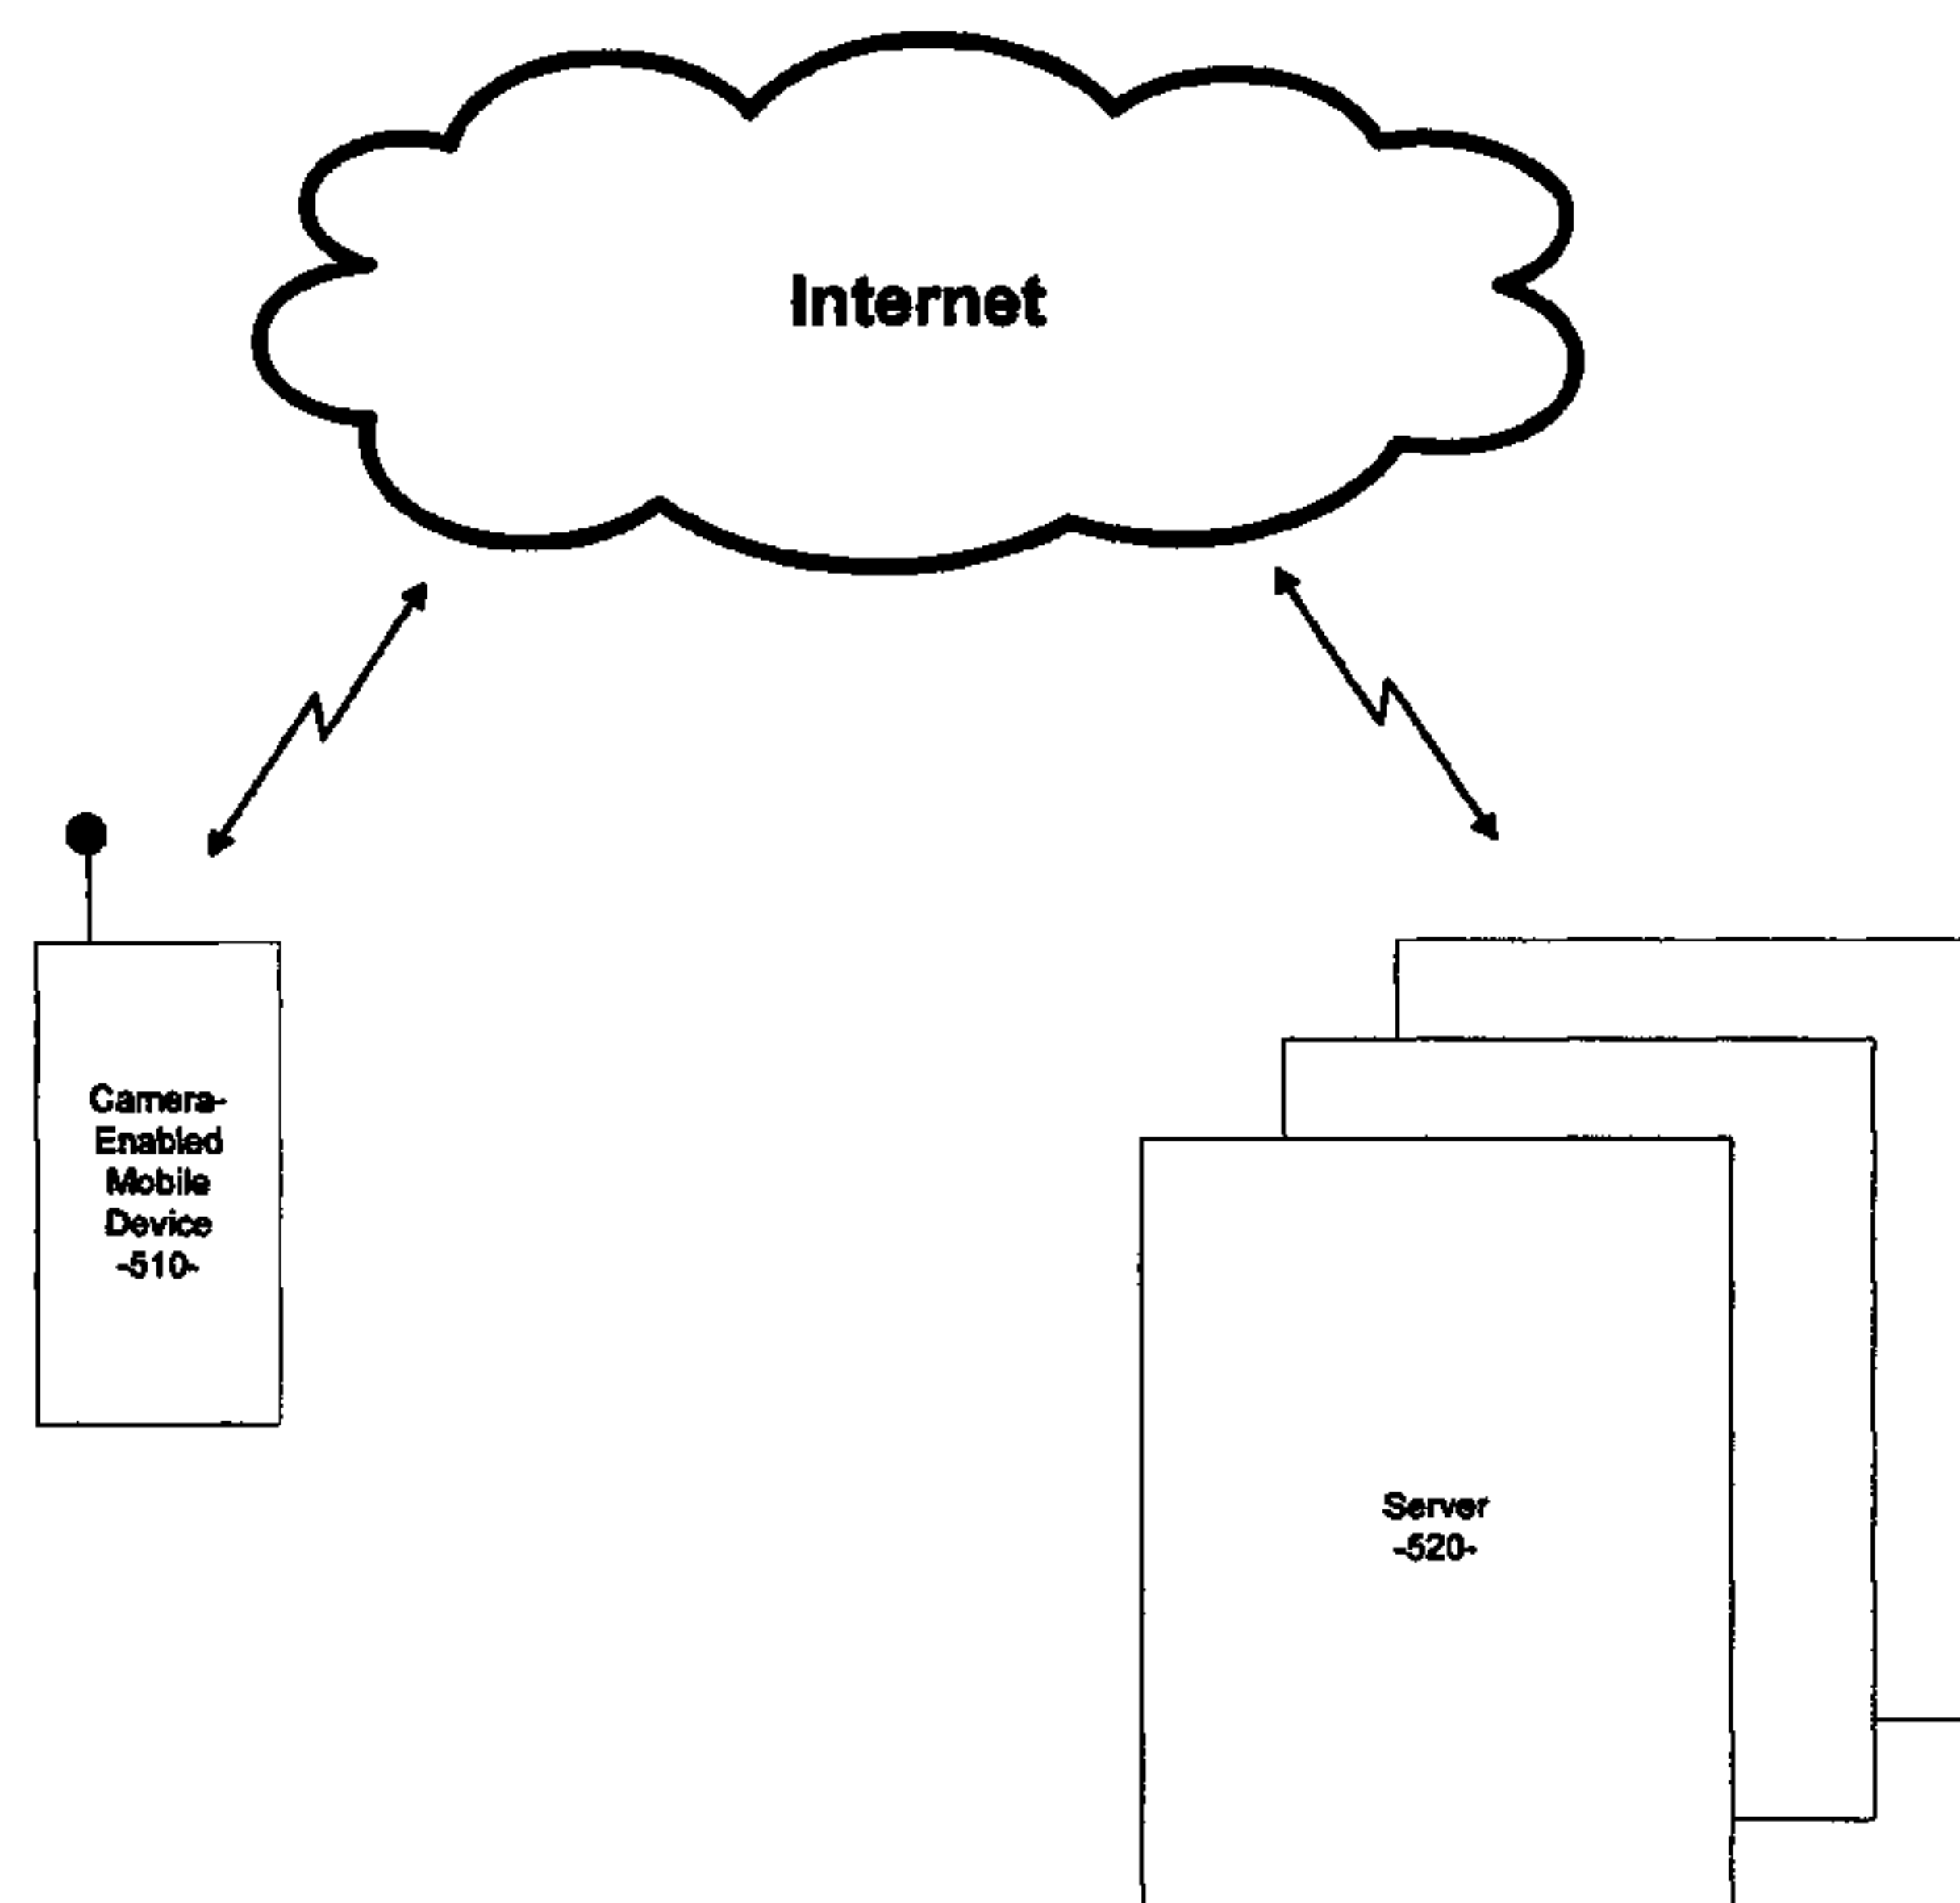 Internet
Camera-
Enabled
Mobile
Device
-510-
Server
-520-